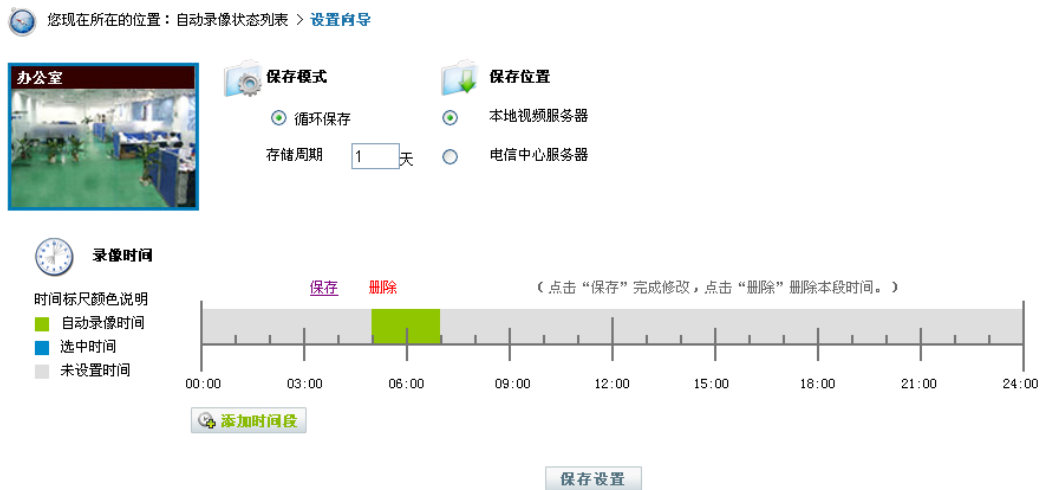 您现在所在的位置：自动录像状态列表 > 设置向导
办公室
保存模式
循环保存
存储周期 1 天
保存位置
本地视频服务器
电信中心服务器
录像时间
时间标尺颜色说明
自动录像时间
选中时间
未设置时间
保存 删除 （点击“保存”完成修改，点击“删除”删除本段时间。）
00:00 03:00 06:00 09:00 12:00 15:00 18:00 21:00 24:00
添加时间段
保存设置